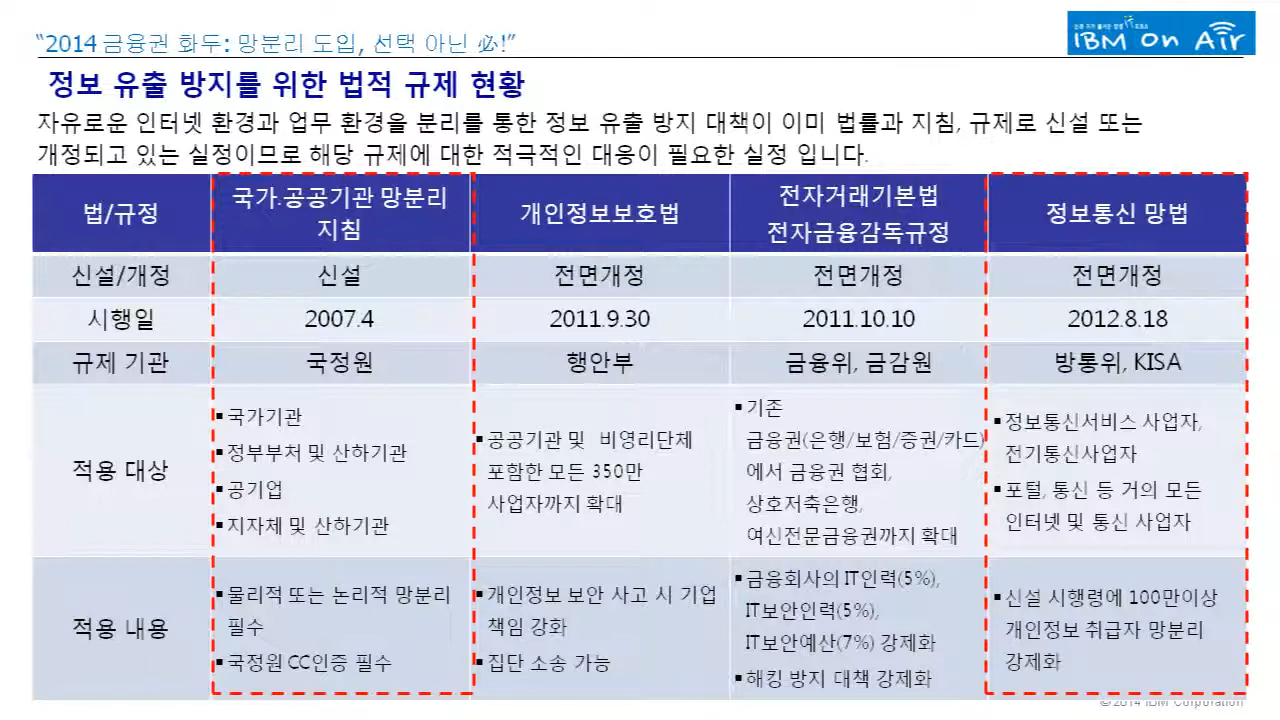 “2014 금융권 화두: 망분리 도입, 선택 아닌 必!”
IBM On Air
정보 유출 방지를 위한 법적 규제 현황
자유로운 인터넷 환경과 업무 환경을 분리를 통한 정보 유출 방지 대책이 이미 법률과 지침, 규제로 신설 또는
개정되고 있는 실정이므로 해당 규제에 대한 적극적인 대응이 필요한 실정 입니다.
법/규정
국가.공공기관 망분리
지침
개인정보보호법
전자거래기본법
전자금융감독규정
정보통신 망법
신설/개정
신설
전면개정
전면개정
전면개정
시행일
2007.4
2011.9.30
2011.10.10
2012.8.18
규제 기관
국정원
행안부
금융위, 금감원
방통위, KISA
적용 대상
▪국가기관
▪정부부처 및 산하기관
▪공기업
▪지자체 및 산하기관
▪공공기관 및 비영리단체
포함한 모든 350만
사업자까지 확대
▪기존
금융권(은행/보험/증권/카드)
에서 금융권 협회,
상호저축은행,
여신전문금융권까지 확대
▪정보통신서비스 사업자,
전기통신사업자
▪포털, 통신 등 거의 모든
인터넷 및 통신 사업자
적용 내용
▪물리적 또는 논리적 망분리
필수
▪국정원 CC인증 필수
▪개인정보 보안 사고 시 기업
책임 강화
▪집단 소송 가능
▪금융회사의 IT인력(5%),
IT보안인력(5%),
IT보안예산(7%) 강제화
▪해킹 방지 대책 강제화
▪신설 시행령에 100만이상
개인정보 취급자 망분리
강제화
© 2014 IBM Corporation